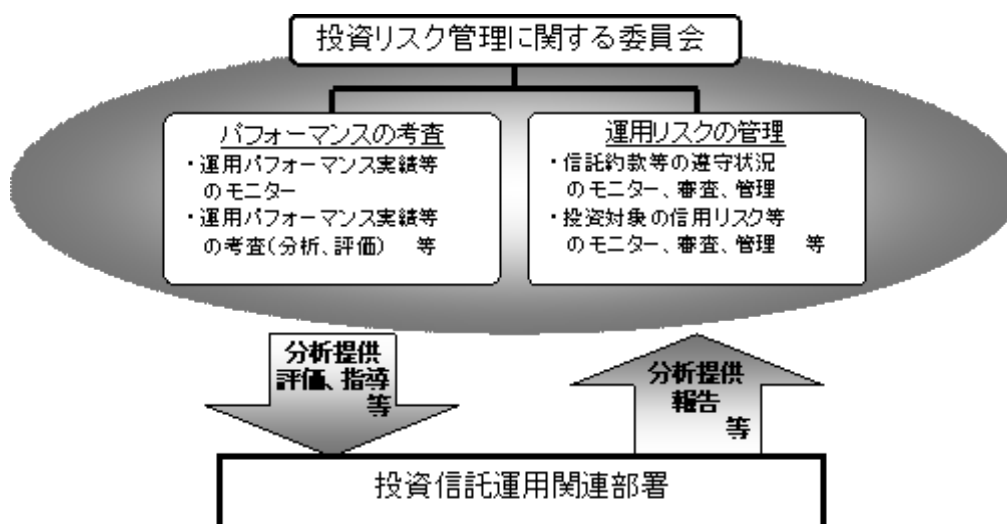 投資リスク管理に関する委員会
パフォーマンスの考査
・運用パフォーマンス実績等
のモニター
・運用パフォーマンス実績等
の考査(分析、評価) 等
運用リスクの管理
・信託約款等の遵守状況
のモニター、審査、管理
・投資対象の信用リスク等
のモニター、審査、管理 等
分析提供
評価、指導
等
分析提供
報告
等
投資信託運用関連部署